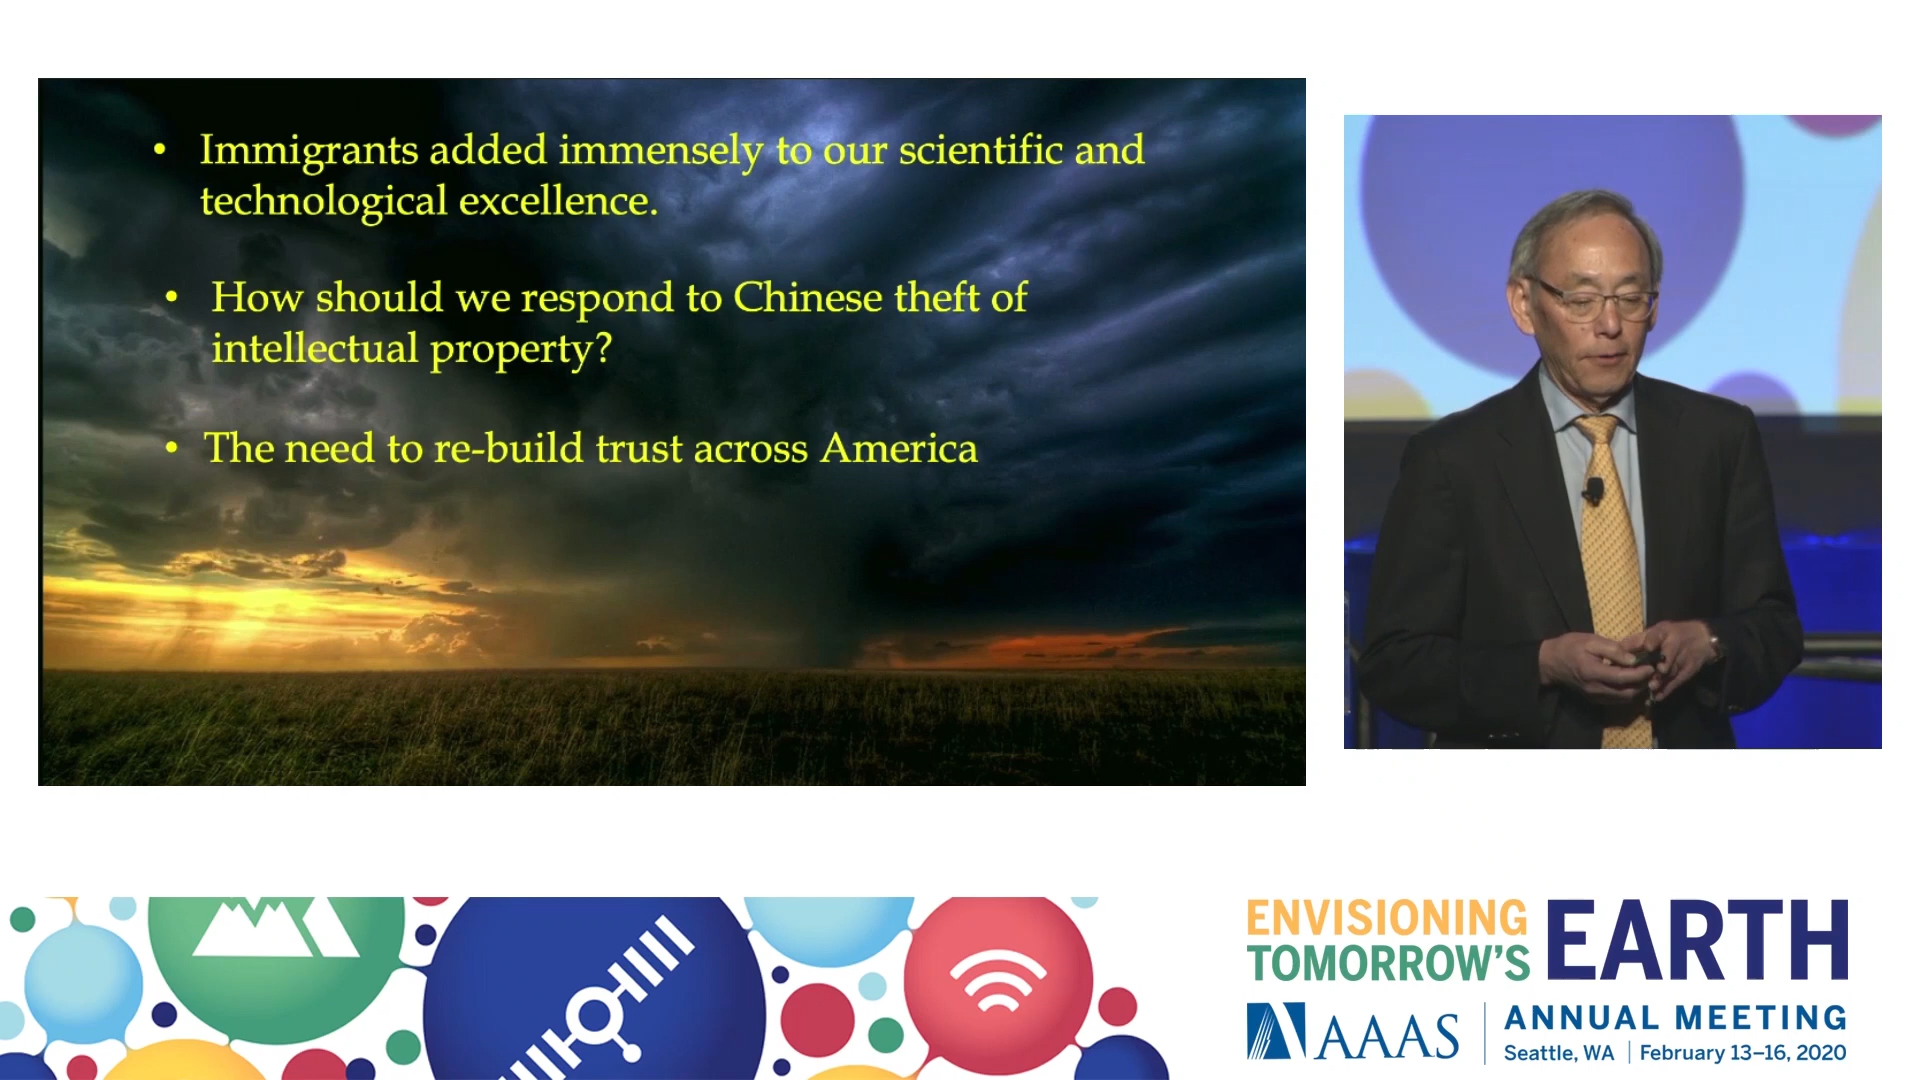 • Immigrants added immensely to our scientific and
technological excellence.
• How should we respond to Chinese theft of
intellectual property?
• The need to re-build trust across America
ENVISIONING
TOMORROW'S
EARTH
AAAS
ANNUAL MEETING
Seattle, WA | February 13–16, 2020